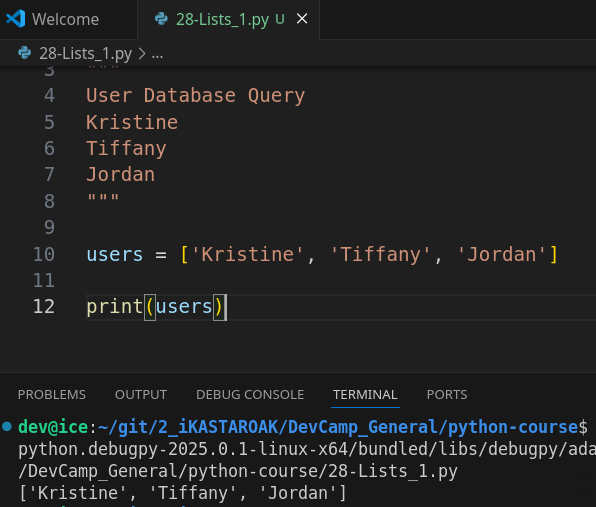 Welcome
28-Lists_1.py U
28-Lists_1.py > ...
3 """
4 User Database Query
5 Kristine
6 Tiffany
7 Jordan
8 """
9
10 users = ['Kristine', 'Tiffany', 'Jordan']
11
12 print(users)
PROBLEMS OUTPUT DEBUG CONSOLE TERMINAL PORTS
dev@ice:~/git/2_iKASTAROAK/DevCamp_General/python-course$
python.debugpy-2025.0.1-linux-x64/bundled/libs/debugpy/ada
/DevCamp_General/python-course/28-Lists_1.py
['Kristine', 'Tiffany', 'Jordan']